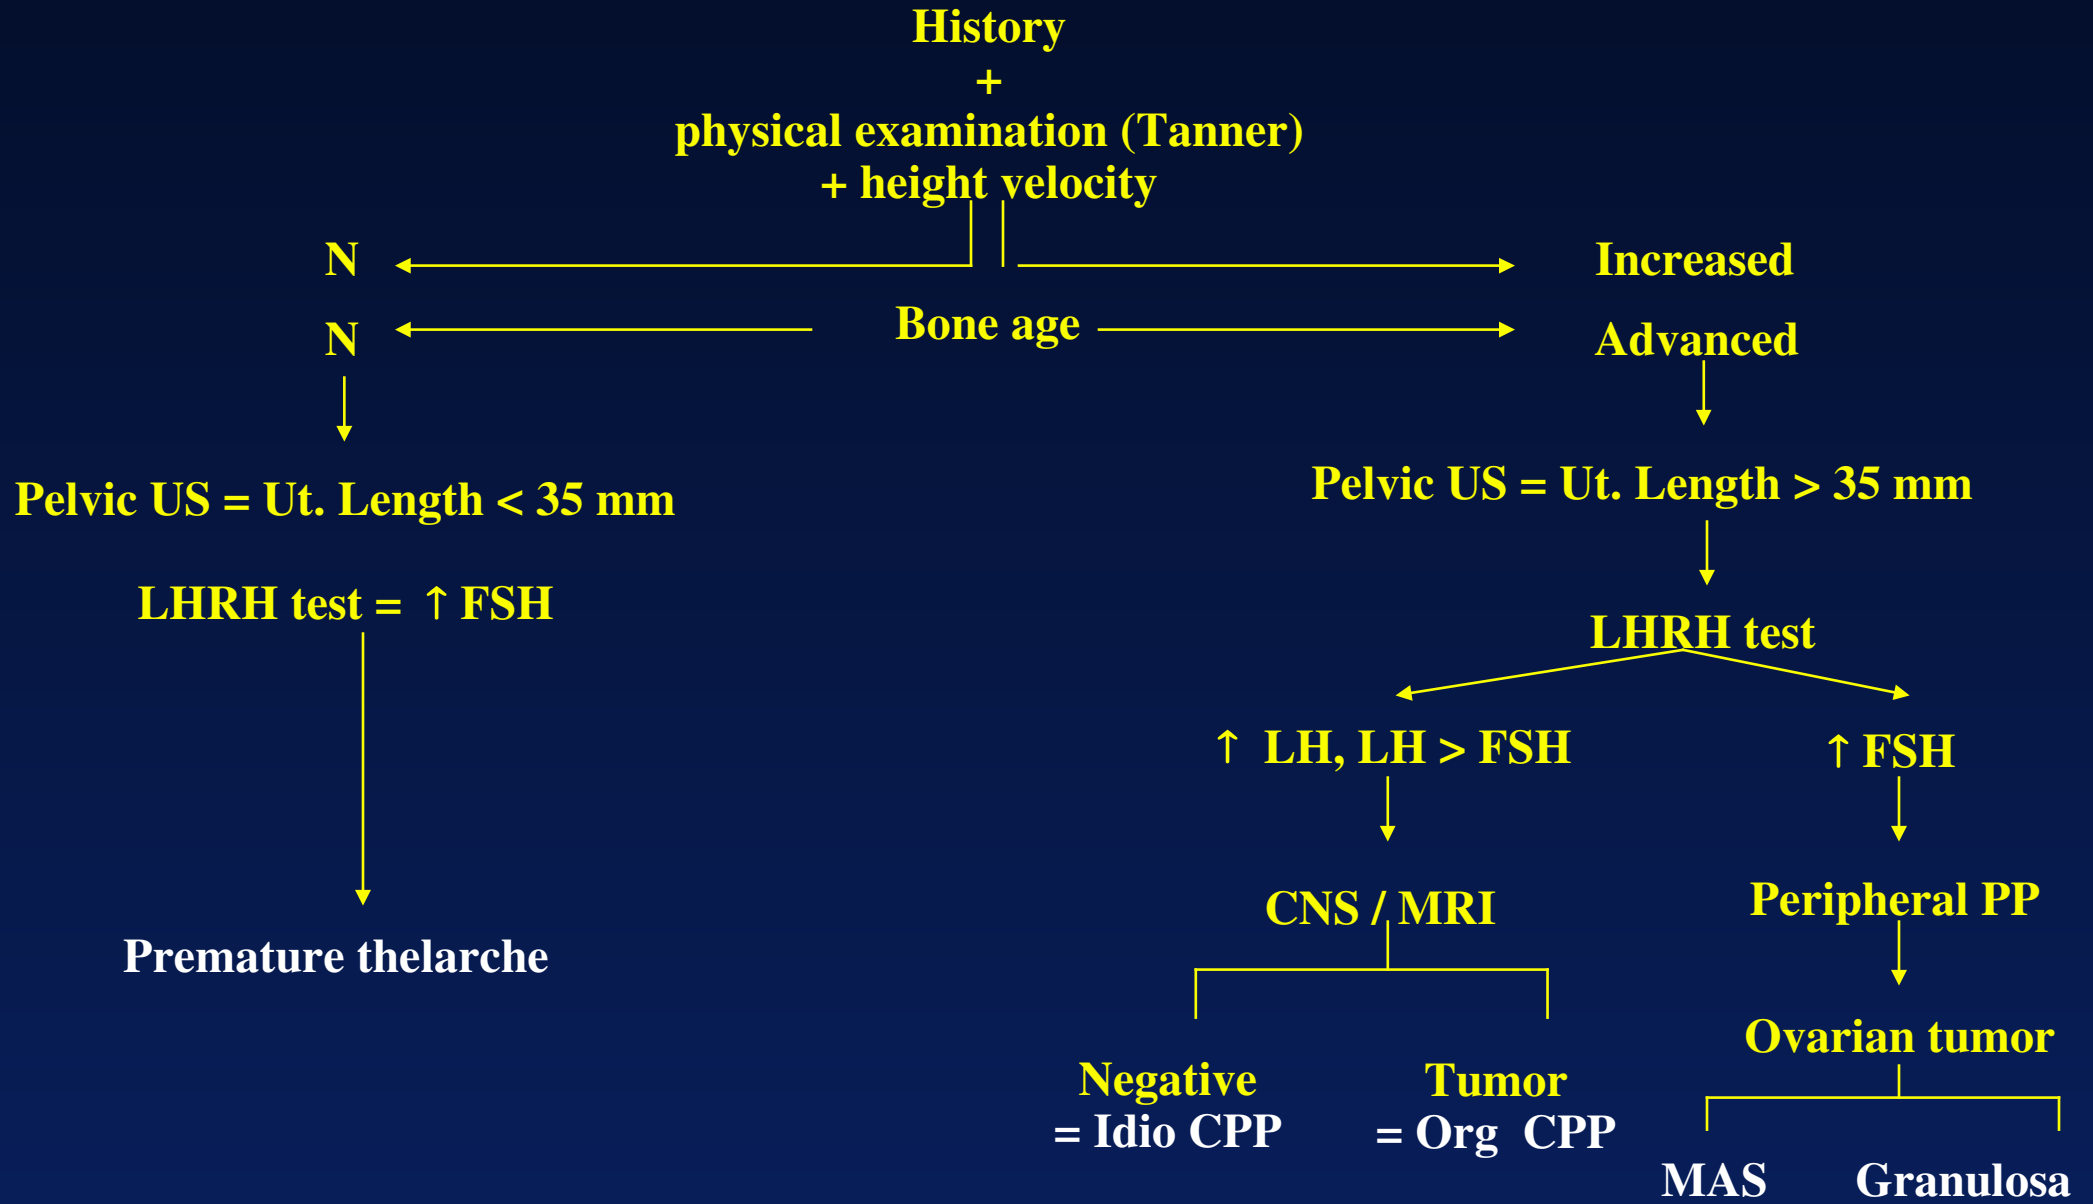 History
+
physical examination (Tanner)
+ height velocity
N
Increased
N
Bone age
Advanced
Pelvic US = Ut. Length < 35 mm
Pelvic US = Ut. Length > 35 mm
LHRH test = ↑ FSH
LHRH test
↑ LH, LH > FSH
↑ FSH
CNS / MRI
Peripheral PP
Premature thelarche
Ovarian tumor
Negative
= Idio CPP
Tumor
= Org CPP
MAS
Granulosa